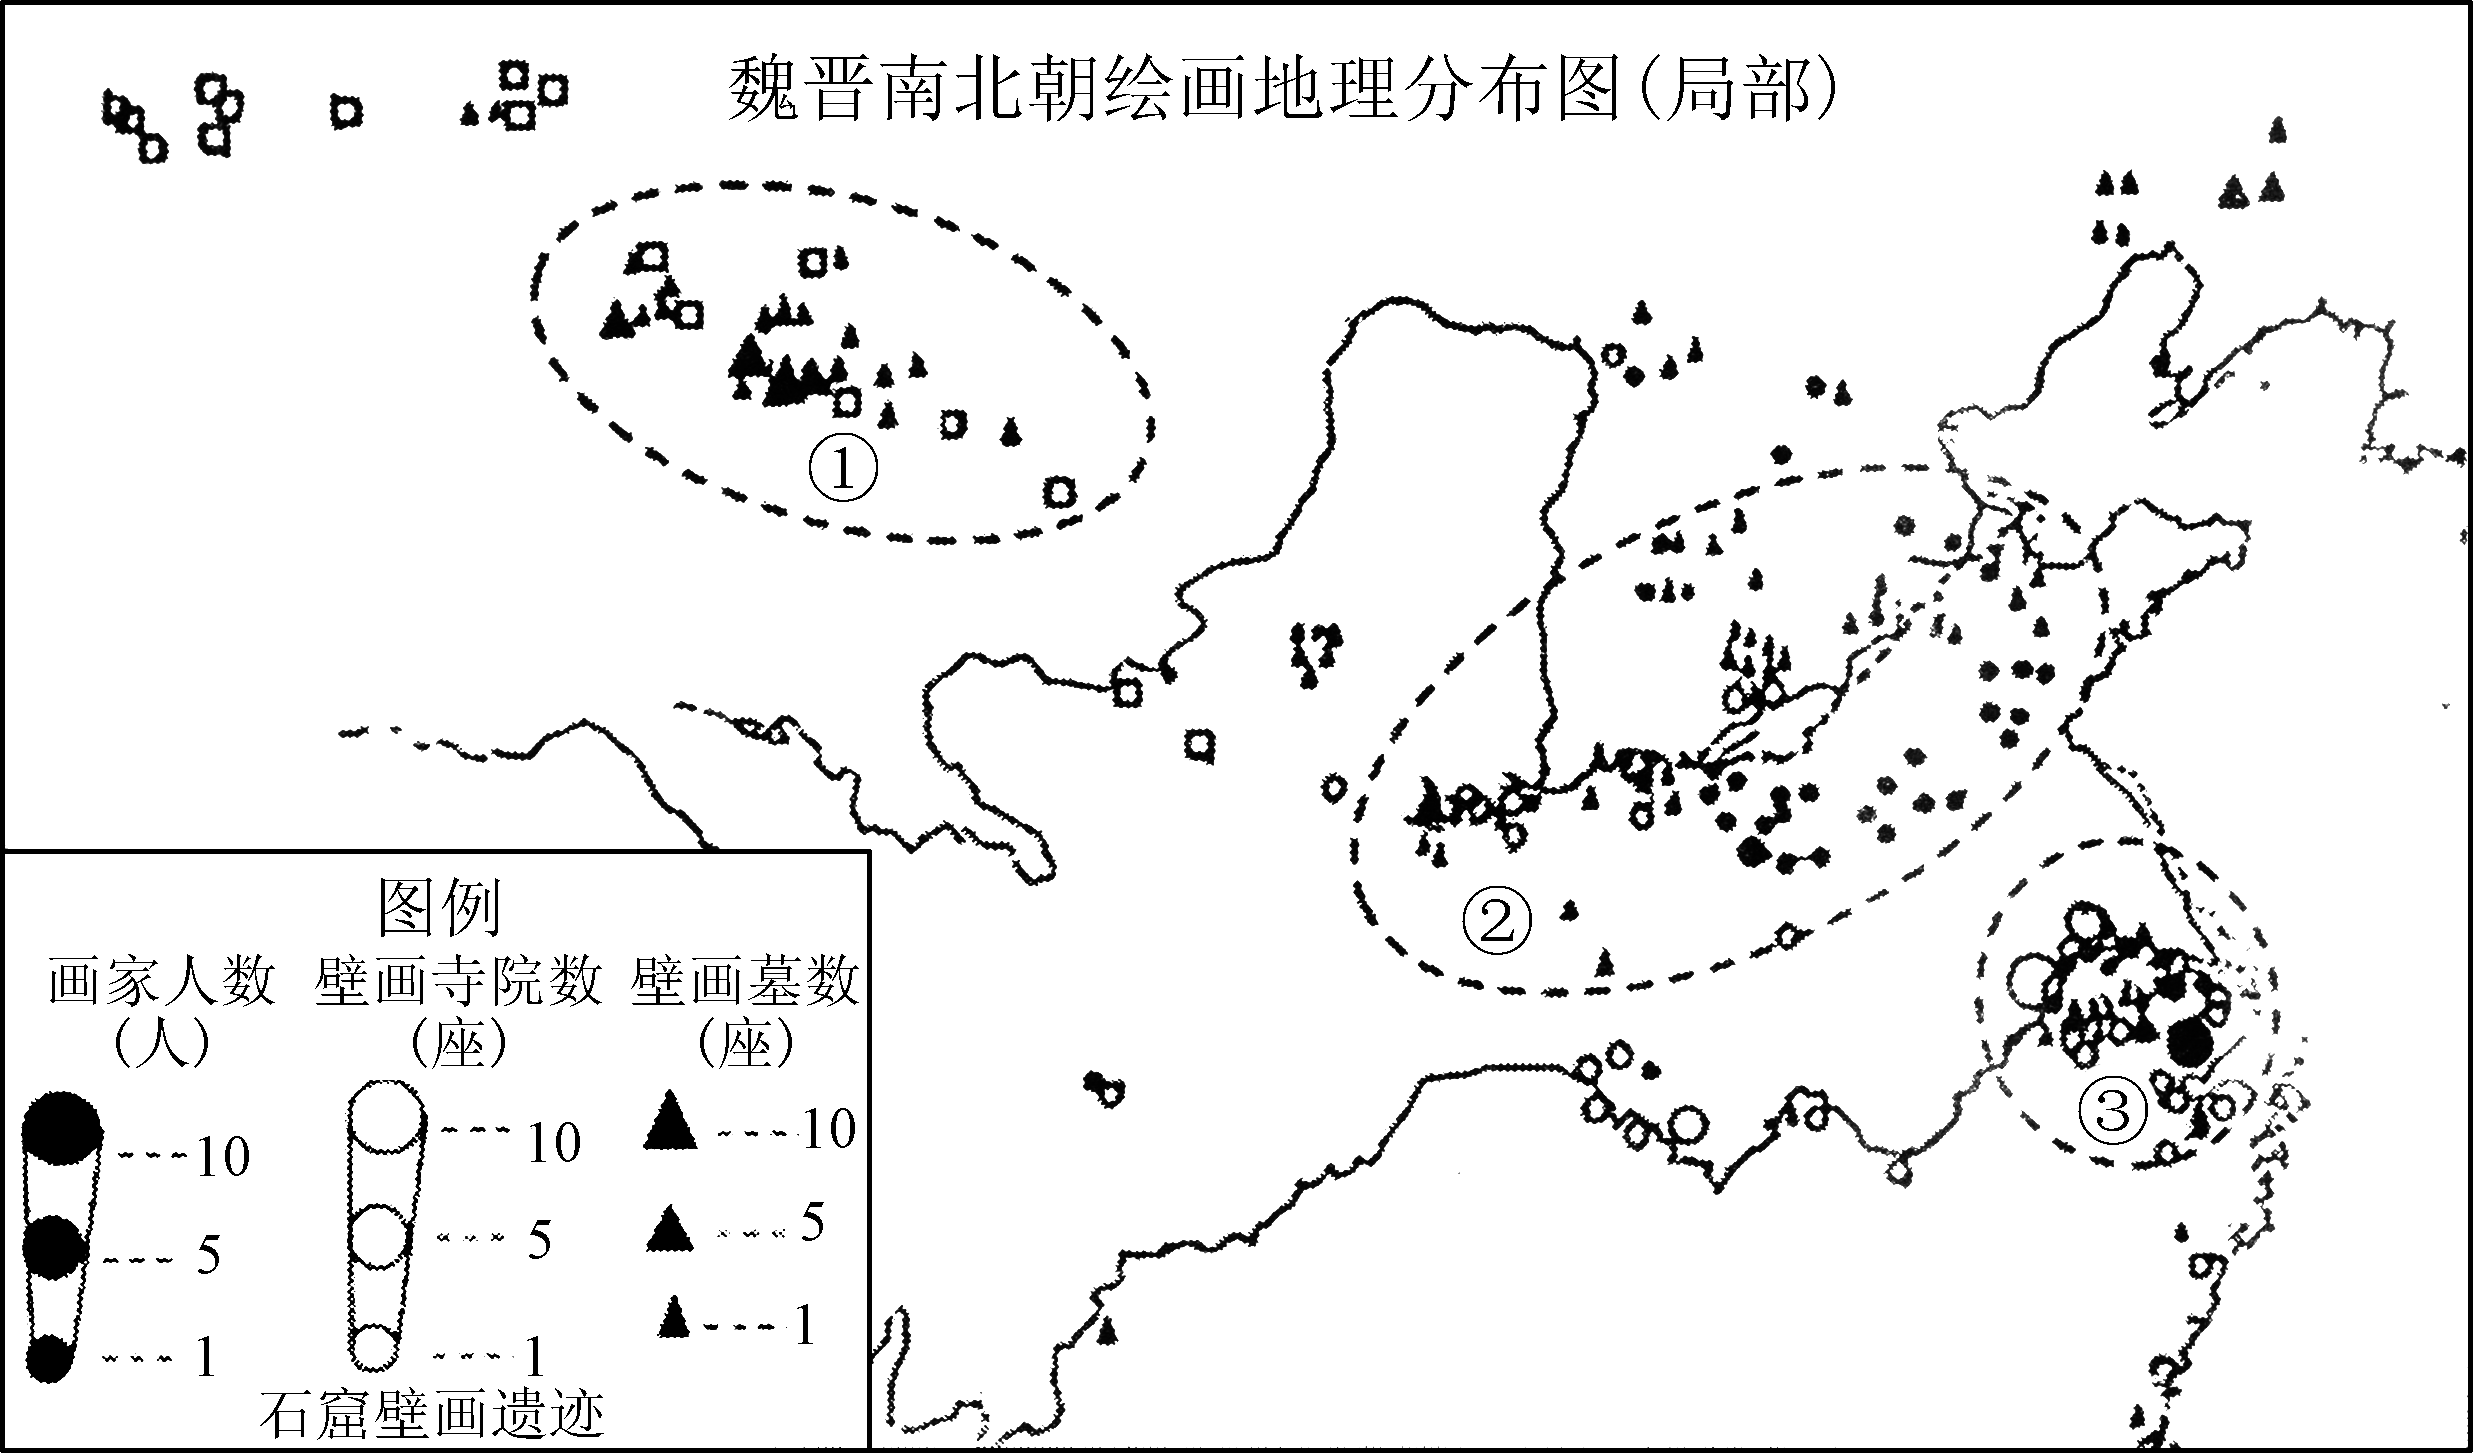 魏晋南北朝绘画地理分布图(局部)
①
②
③
图例
画家人数 壁画寺院数 壁画墓数
(人) (座) (座)
10 10 10
5 5 5
1 1 1
石窟壁画遗迹